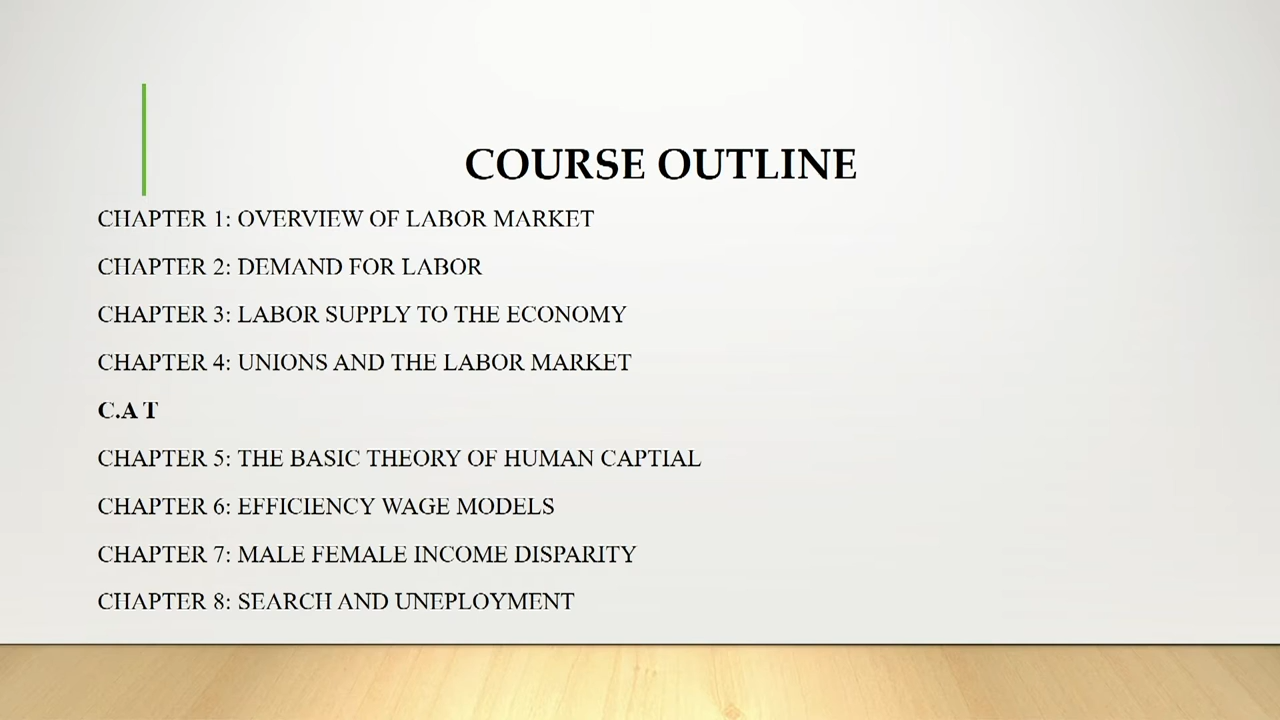 COURSE OUTLINE
CHAPTER 1: OVERVIEW OF LABOR MARKET
CHAPTER 2: DEMAND FOR LABOR
CHAPTER 3: LABOR SUPPLY TO THE ECONOMY
CHAPTER 4: UNIONS AND THE LABOR MARKET
C.A T
CHAPTER 5: THE BASIC THEORY OF HUMAN CAPTIAL
CHAPTER 6: EFFICIENCY WAGE MODELS
CHAPTER 7: MALE FEMALE INCOME DISPARITY
CHAPTER 8: SEARCH AND UNEPLOYMENT